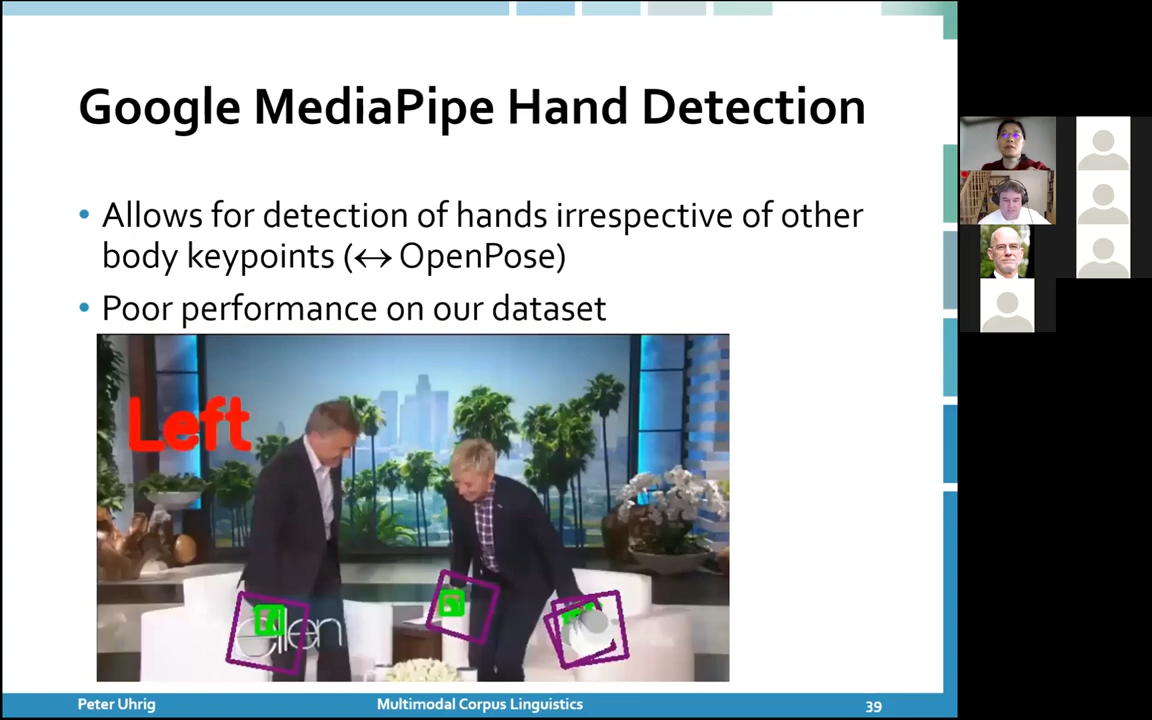 Google MediaPipe Hand Detection
• Allows for detection of hands irrespective of other
body keypoints (↔ OpenPose)
• Poor performance on our dataset
Left
ellen
Peter Uhrig
Multimodal Corpus Linguistics
39